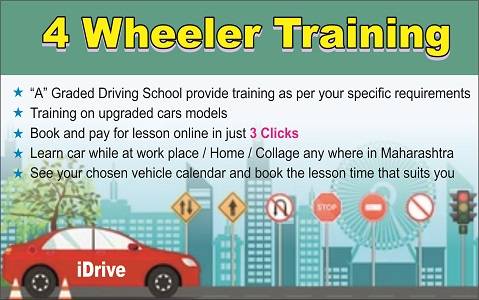 4 Wheeler Training
“A” Graded Driving School provide training as per your specific requirements
Training on upgraded cars models
Book and pay for lesson online in just 3 Clicks
Learn car while at work place / Home / Collage any where in Maharashtra
See your chosen vehicle calendar and book the lesson time that suits you
STOP
iDrive